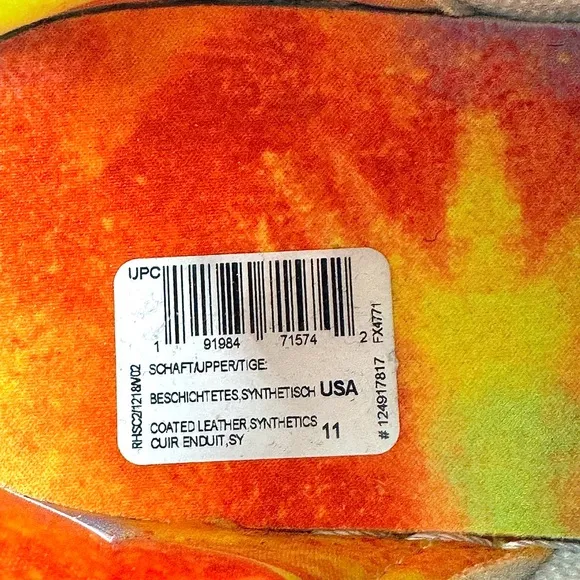 UPC
1 91984 71574 2
SCHAFT/UPPER/TIGE:
BESCHICHTETES,SYNTHETISCH USA
COATED LEATHER,SYNTHETICS
CUIR ENDUIT,SY 11
RHSC2/1218/V02
# 124917817 FX4771